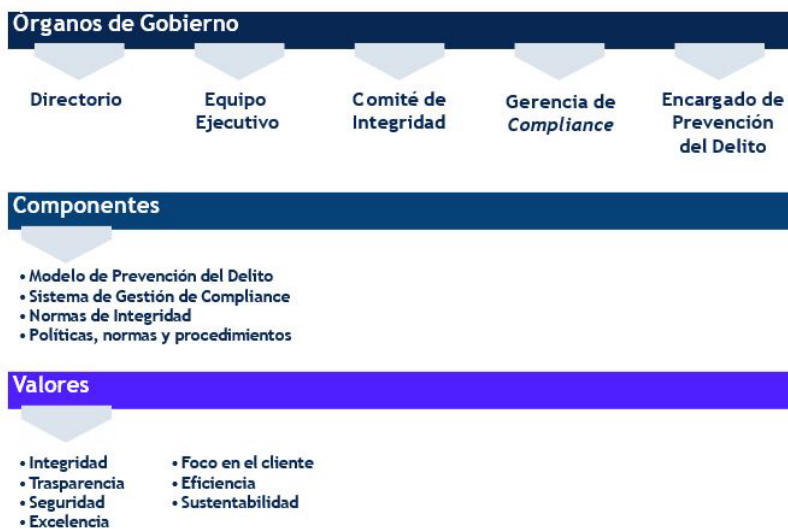 Órganos de Gobierno
Directorio
Equipo
Ejecutivo
Comité de
Integridad
Gerencia de
Compliance
Encargado de
Prevención
del Delito
Componentes
• Modelo de Prevención del Delito
• Sistema de Gestión de Compliance
• Normas de Integridad
• Políticas, normas y procedimientos
Valores
• Integridad
• Trasparencia
• Seguridad
• Excelencia
• Foco en el cliente
• Eficiencia
• Sustentabilidad